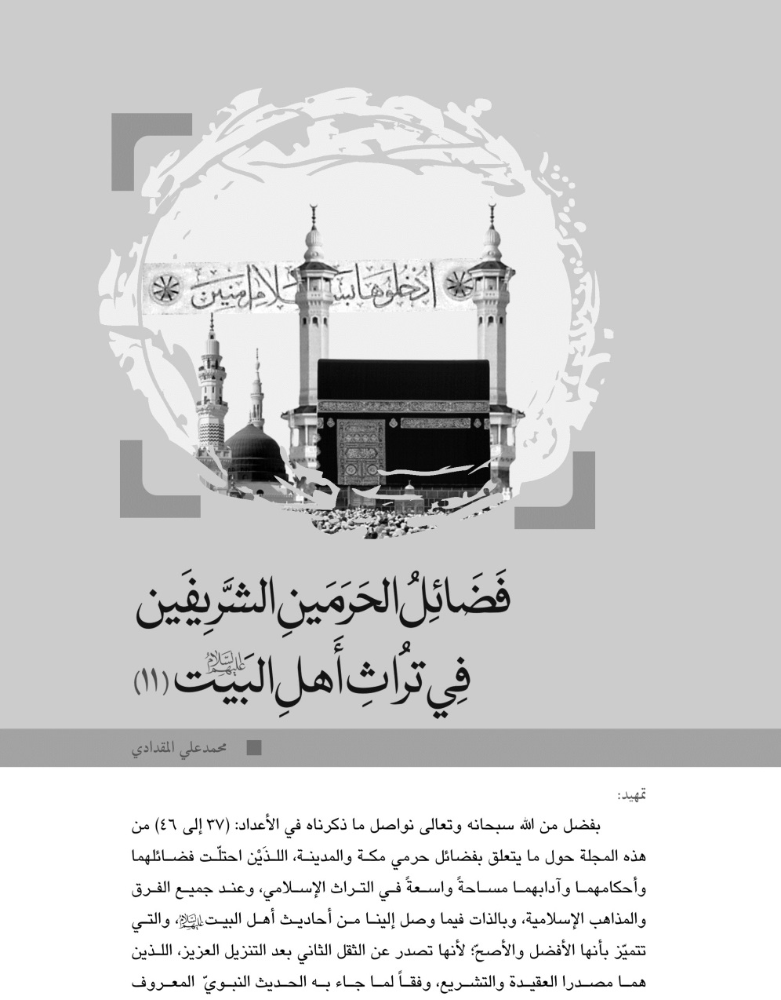 ادخلوها بسلام آمنين
فَضَائِلُ الحَرَمَينِ الشَّرِيفَين
فِي تُراثِ أَهلِ البَيت عليهم السلام (١١)
محمدعلي المقدادي
تمهيد:
بفضل من الله سبحانه وتعالى نواصل ما ذكرناه في الأعداد: (٣٧ إلى ٤٦) من
هذه المجلة حول ما يتعلق بفضائل حرمي مكة والمدينة، اللذَيْن احتلّت فضائلهما
وأحكامهما وآدابهما مساحةً واسعةً في التراث الإسلامي، وعند جميع الفرق
والمذاهب الإسلامية، وبالذات فيما وصل إلينا من أحاديث أهل البيت عليهم السلام، والتي
تتميّز بأنها الأفضل والأصحّ؛ لأنها تصدر عن الثقل الثاني بعد التنزيل العزيز، اللذين
هما مصدرا العقيدة والتشريع، وفقاً لما جاء به الحديث النبويّ المعروف